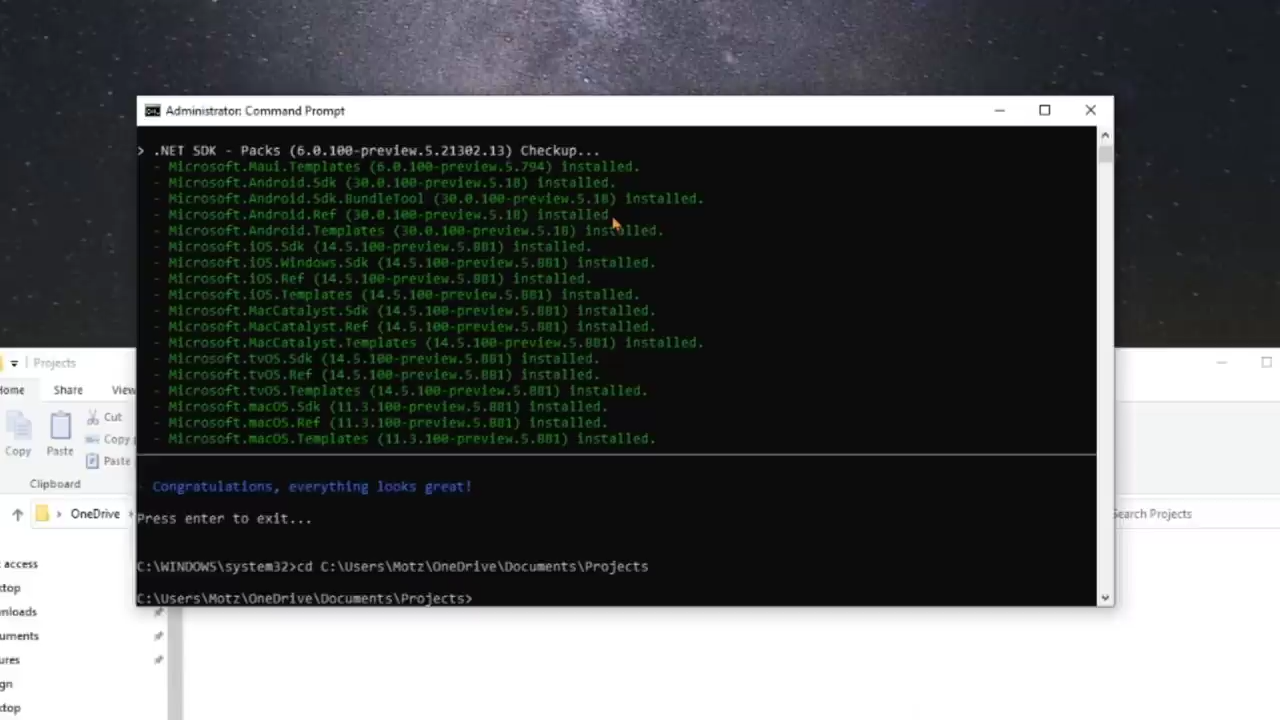 Administrator: Command Prompt
> .NET SDK - Packs (6.0.100-preview.5.21302.13) Checkup...
- Microsoft.Maui.Templates (6.0.100-preview.5.794) installed.
- Microsoft.Android.Sdk (30.0.100-preview.5.18) installed.
- Microsoft.Android.Sdk.BundleTool (30.0.100-preview.5.18) installed.
- Microsoft.Android.Ref (30.0.100-preview.5.18) installed.
- Microsoft.Android.Templates (30.0.100-preview.5.18) installed.
- Microsoft.iOS.Sdk (14.5.100-preview.5.881) installed.
- Microsoft.iOS.Windows.Sdk (14.5.100-preview.5.881) installed.
- Microsoft.iOS.Ref (14.5.100-preview.5.881) installed.
- Microsoft.iOS.Templates (14.5.100-preview.5.881) installed.
- Microsoft.MacCatalyst.Sdk (14.5.100-preview.5.881) installed.
- Microsoft.MacCatalyst.Ref (14.5.100-preview.5.881) installed.
- Microsoft.MacCatalyst.Templates (14.5.100-preview.5.881) installed.
- Microsoft.tvOS.Sdk (14.5.100-preview.5.881) installed.
- Microsoft.tvOS.Ref (14.5.100-preview.5.881) installed.
- Microsoft.tvOS.Templates (14.5.100-preview.5.881) installed.
- Microsoft.macOS.Sdk (11.3.100-preview.5.881) installed.
- Microsoft.macOS.Ref (11.3.100-preview.5.881) installed.
- Microsoft.macOS.Templates (11.3.100-preview.5.881) installed.
- Congratulations, everything looks great!
Press enter to exit...
C:\WINDOWS\system32>cd C:\Users\Motz\OneDrive\Documents\Projects
C:\Users\Motz\OneDrive\Documents\Projects>
Projects
Home Share View
Cut
Copy
Paste
Copy Paste
Clipboard
OneDrive
Search Projects
access
top
nloads
uments
ures
gn
top